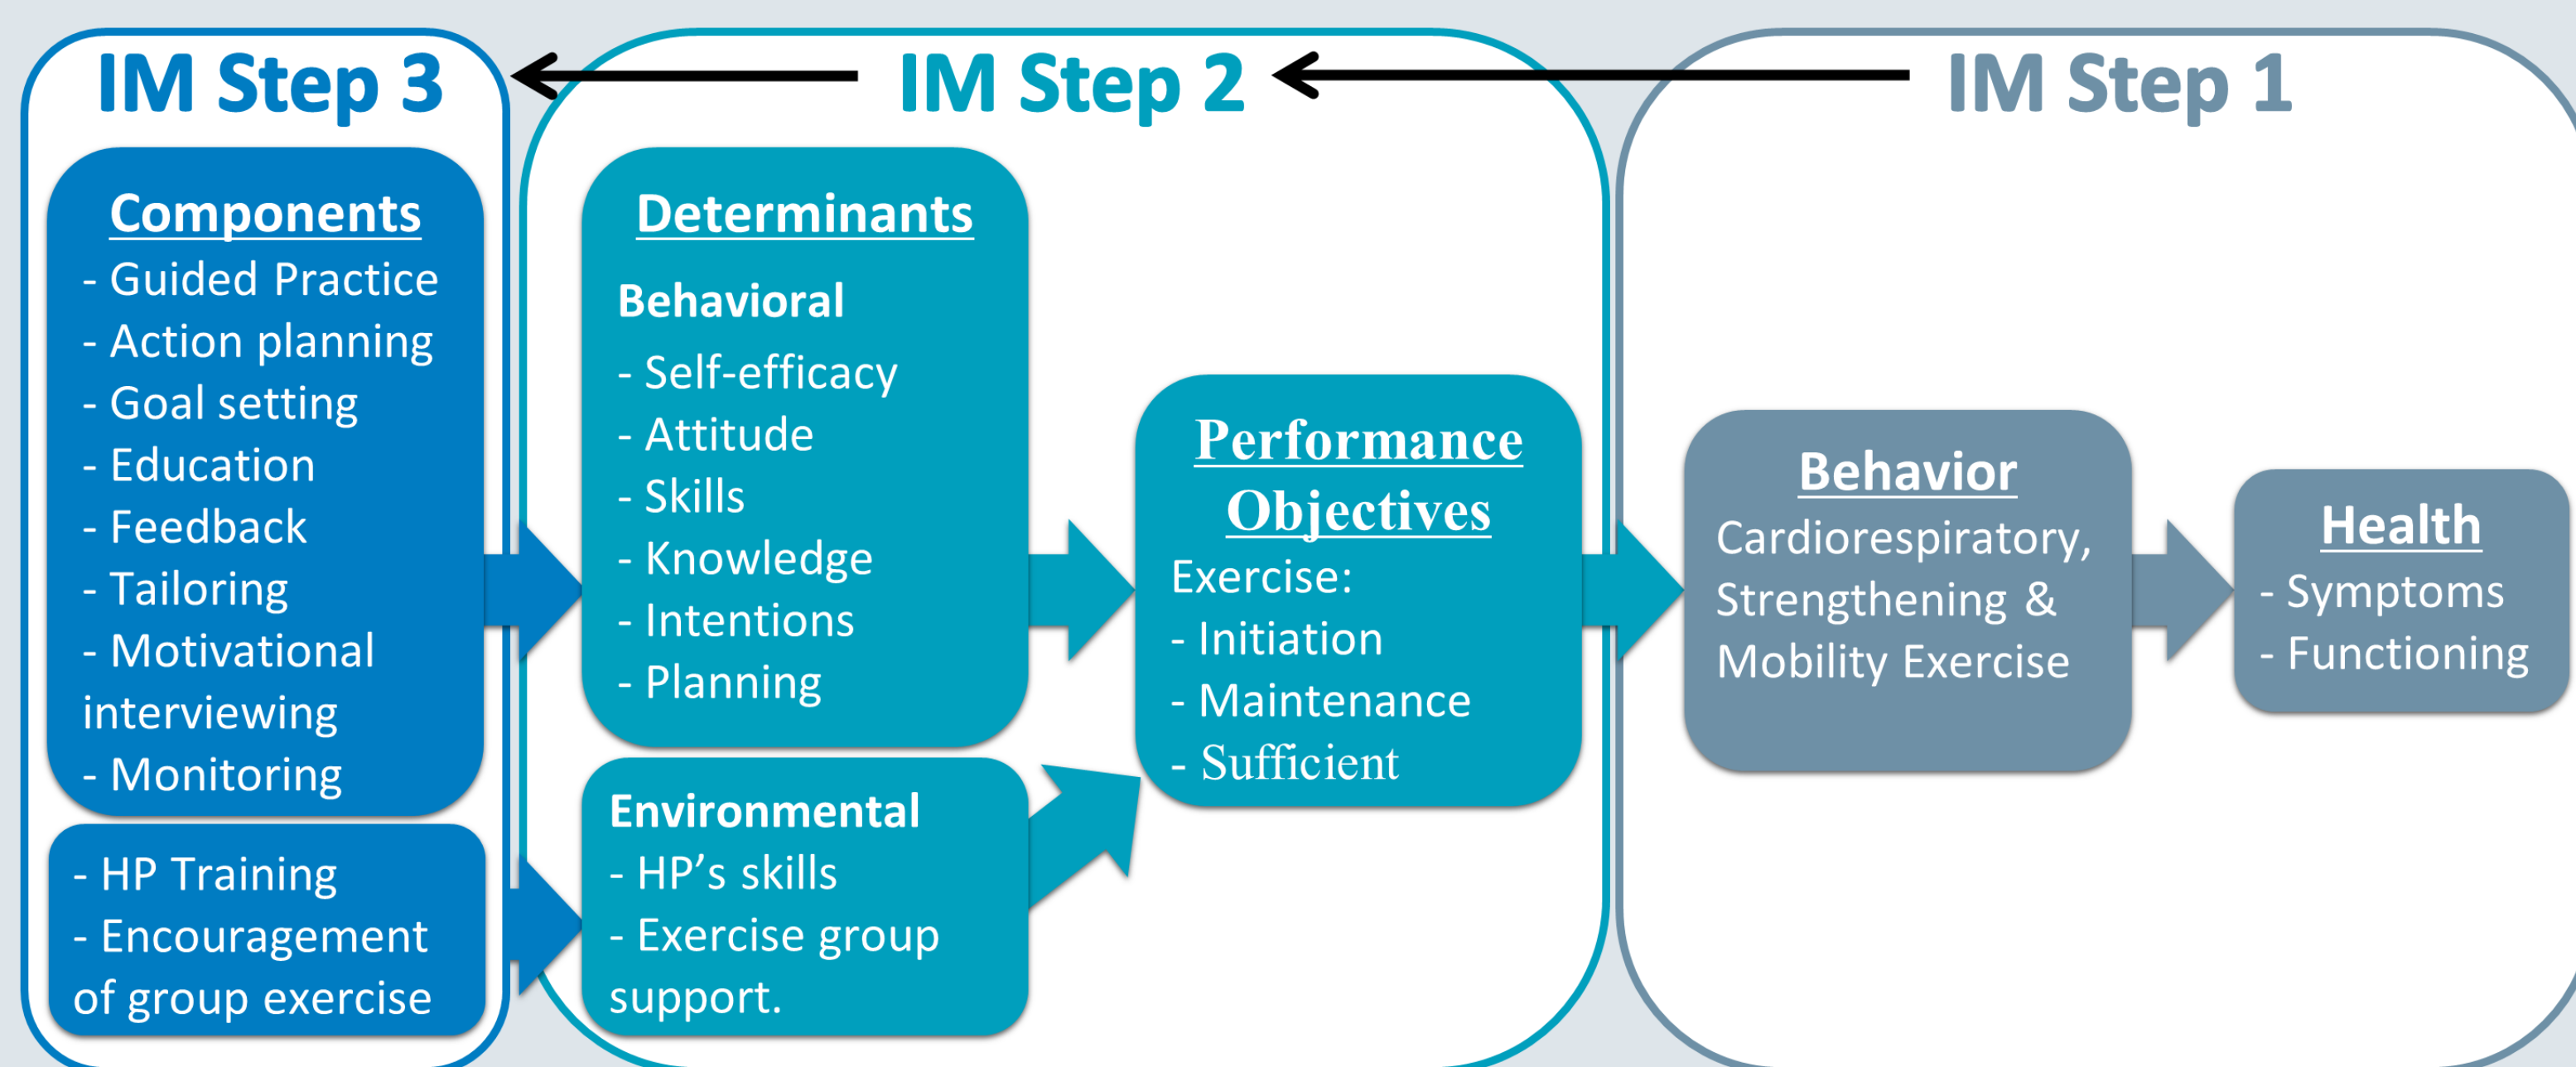 IM Step 3
IM Step 2
IM Step 1
Components
- Guided Practice
- Action planning
- Goal setting
- Education
- Feedback
- Tailoring
- Motivational
interviewing
- Monitoring
- HP Training
- Encouragement
of group exercise
Determinants
Behavioral
- Self-efficacy
- Attitude
- Skills
- Knowledge
- Intentions
- Planning
Environmental
- HP’s skills
- Exercise group
support.
Performance
Objectives
Exercise:
- Initiation
- Maintenance
- Sufficient
Behavior
Cardiorespiratory,
Strengthening &
Mobility Exercise
Health
- Symptoms
- Functioning